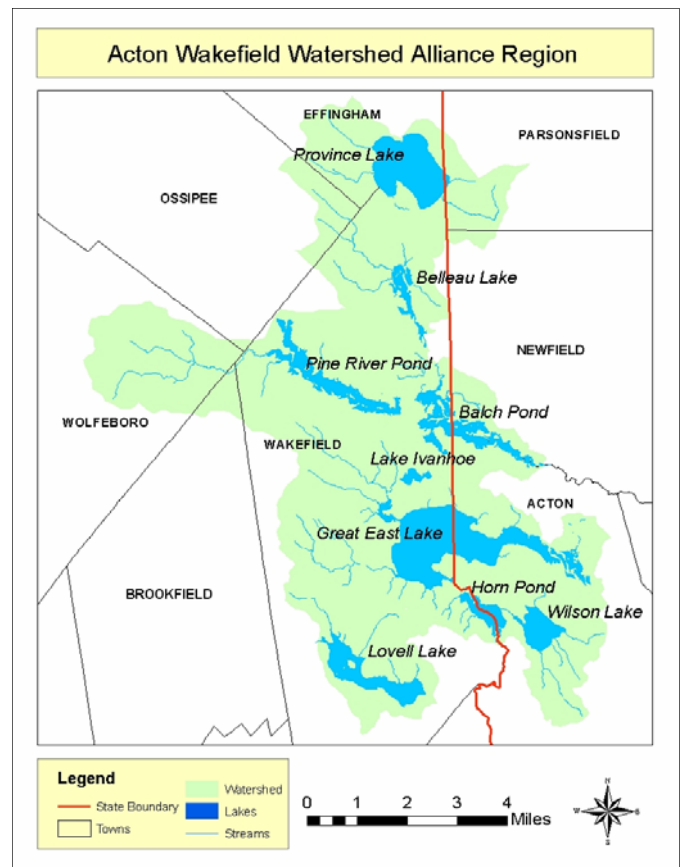 Acton Wakefield Watershed Alliance Region
EFFINGHAM
PARSONSFIELD
Province Lake
OSSIPEE
Belleau Lake
NEWFIELD
Pine River Pond
Balch Pond
WOLFEBORO
WAKEFIELD
Lake Ivanhoe
ACTON
Great East Lake
Horn Pond
BROOKFIELD
Wilson Lake
Lovell Lake
Legend
State Boundary
Towns
Watershed
Lakes
Streams
0 1 2 3 4 Miles
N
W
S